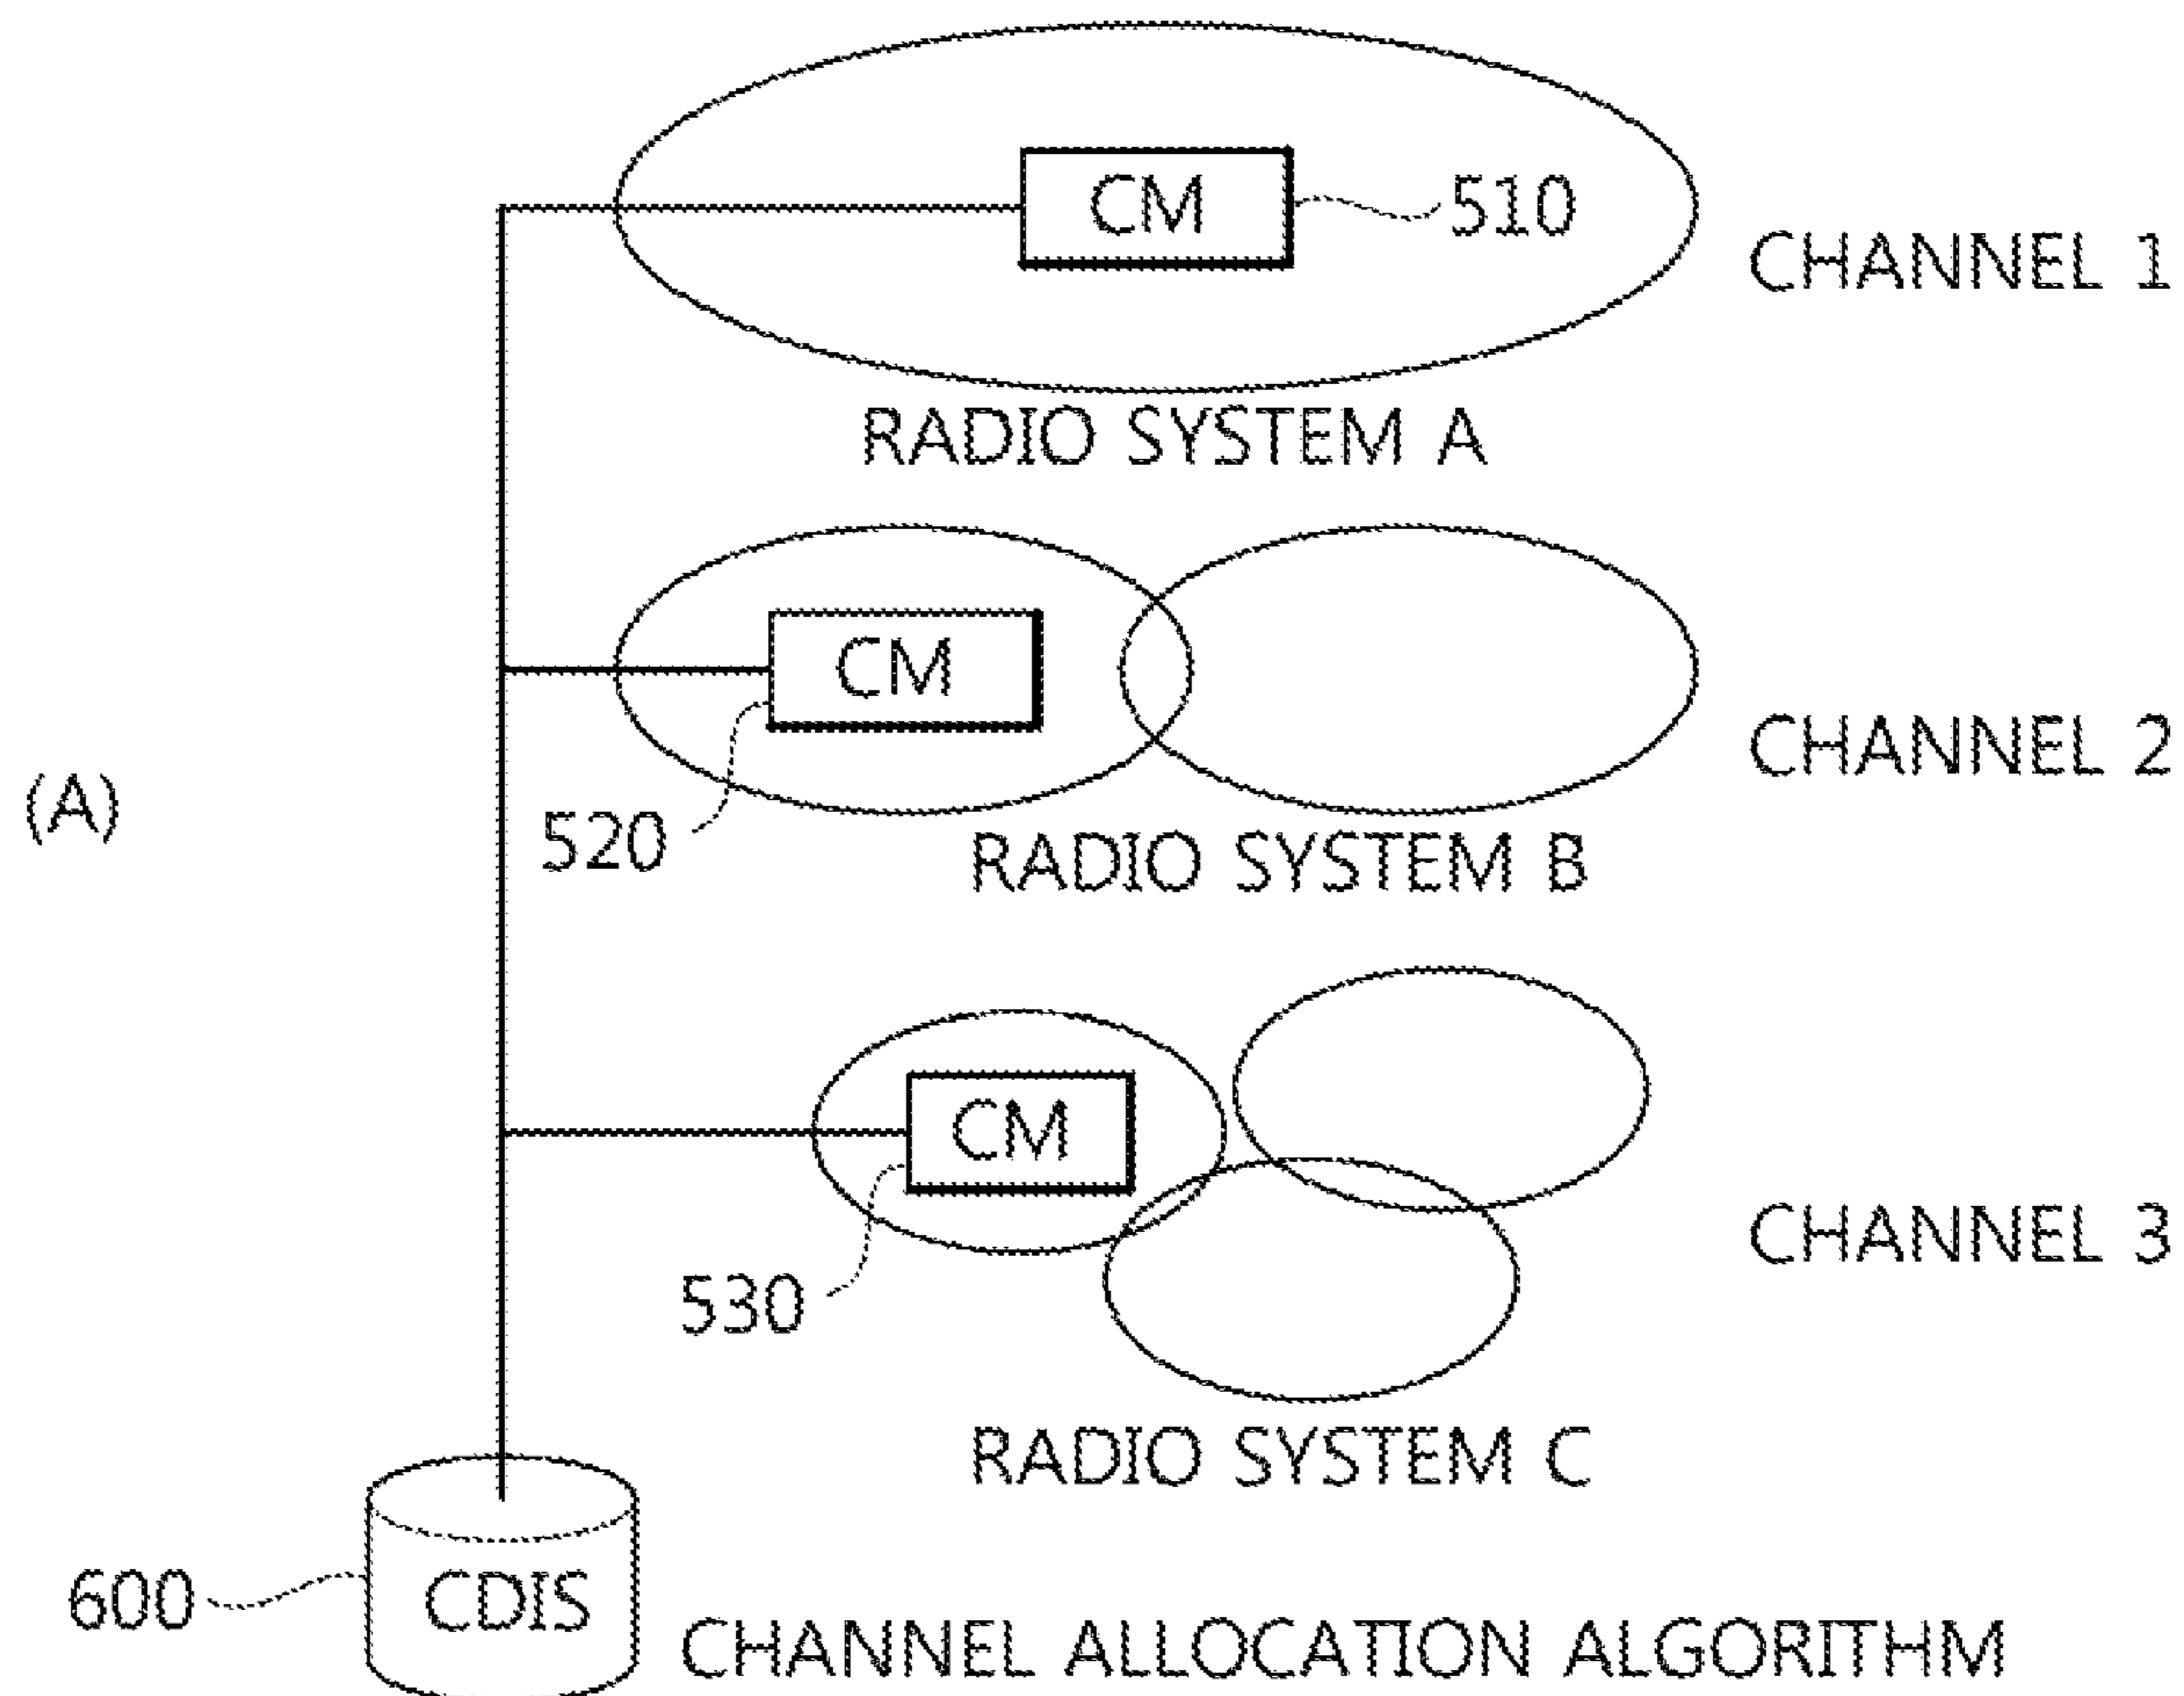 CM
510
CHANNEL 1
RADIO SYSTEM A
CM
CHANNEL 2
(A)
520
RADIO SYSTEM B
CM
CHANNEL 3
530
RADIO SYSTEM C
600
CDIS
CHANNEL ALLOCATION ALGORITHM